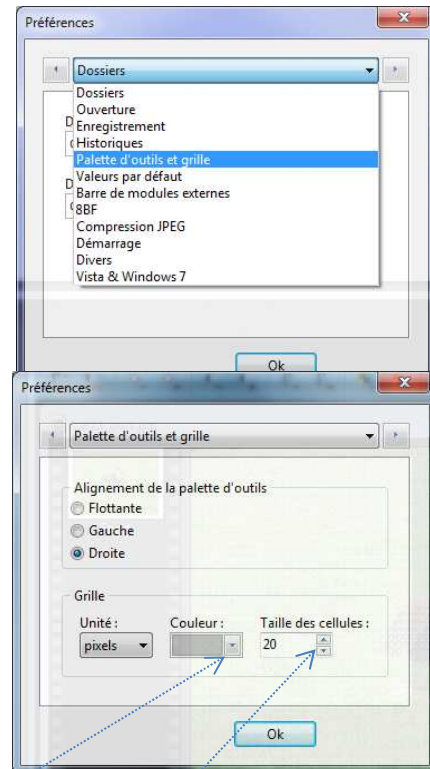 Préférences
Dossiers
Dossiers
Ouverture
Enregistrement
Historiques
Palette d'outils et grille
Valeurs par défaut
Barre de modules externes
8BF
Compression JPEG
Démarrage
Divers
Vista & Windows 7
D
D
Ok
Préférences
Palette d'outils et grille
Alignement de la palette d'outils
Flottante
Gauche
Droite
Grille
Unité : Couleur : Taille des cellules :
pixels 20
Ok